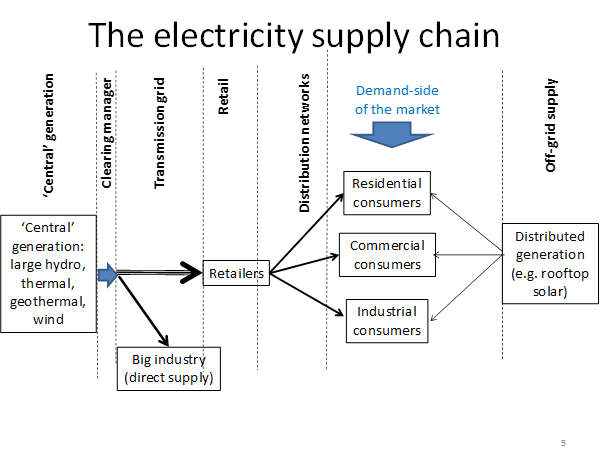 The electricity supply chain
‘Central’ generation
Clearing manager
Transmission grid
Retail
Distribution networks
Demand-side
of the market
Off-grid supply
‘Central’
generation:
large hydro,
thermal,
geothermal,
wind
Retailers
Big industry
(direct supply)
Residential
consumers
Commercial
consumers
Industrial
consumers
Distributed
generation
(e.g. rooftop
solar)
5